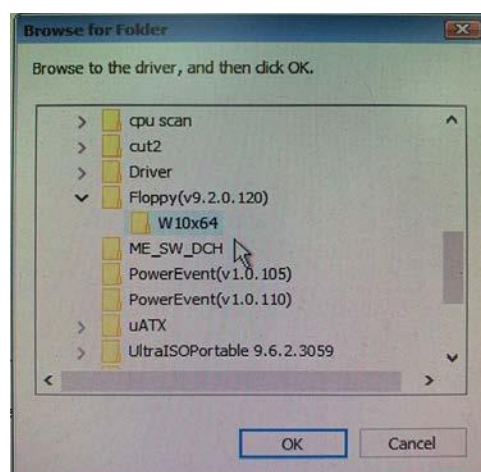 Browse for Folder
Browse to the driver, and then click OK.
cpu scan
cut2
Driver
Floppy(v9.2.0.120)
W10x64
ME_SW_DCH
PowerEvent(v1.0.105)
PowerEvent(v1.0.110)
uATX
UltraISOPortable 9.6.2.3059
OK
Cancel